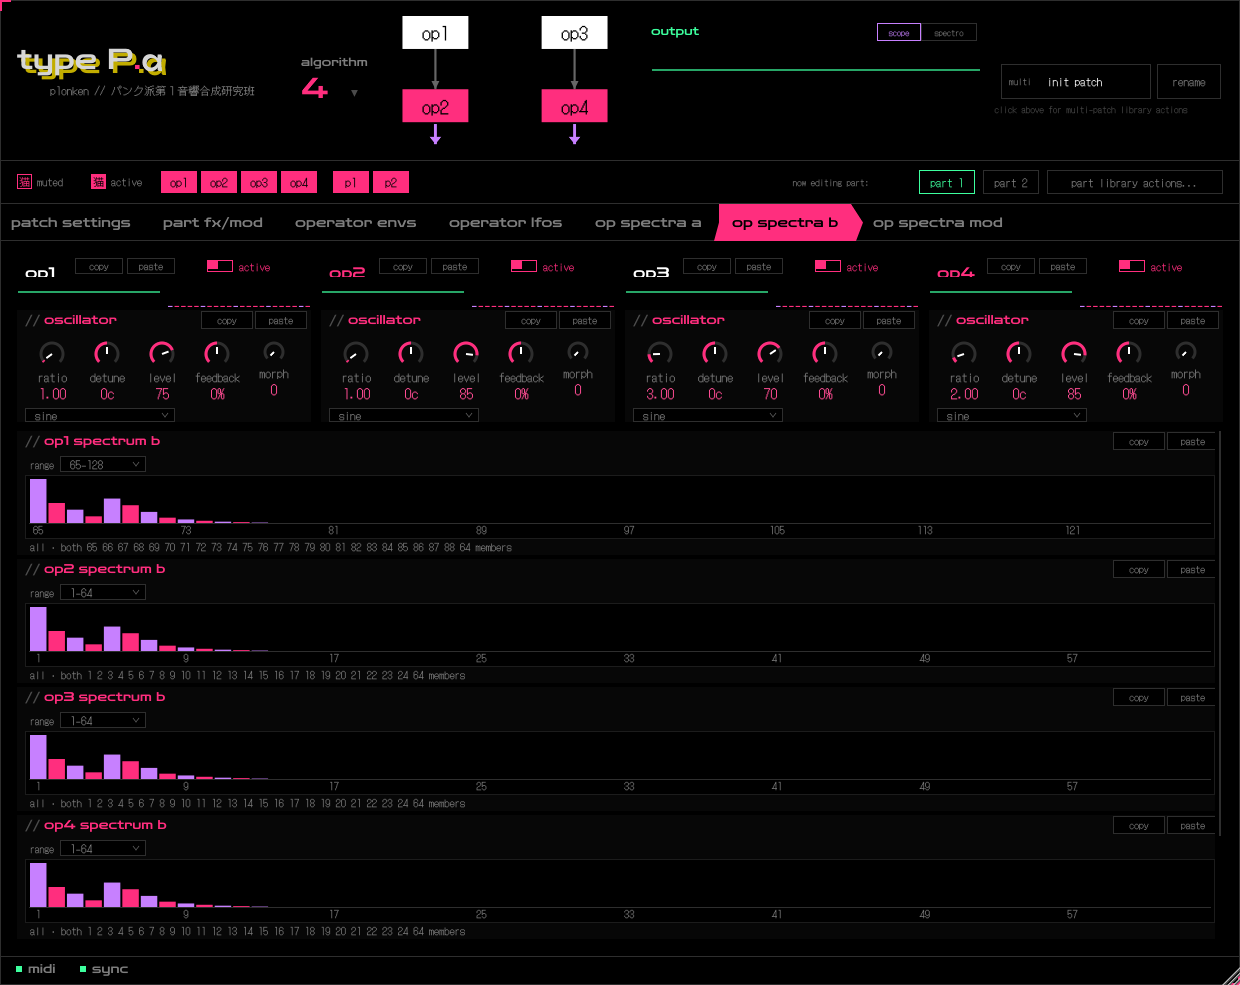 type P.a
plonken // パンク派第1音響合成研究班
algorithm
4
op1
op3
op2
op4
output
scope
spectro
multi
init patch
rename
click above for multi-patch library actions
猫 muted
猫 active
op1
op2
op3
op4
p1
p2
now editing part:
part 1
part 2
part library actions...
patch settings
part fx/mod
operator envs
operator lfos
op spectra a
op spectra b
op spectra mod
op1
copy
paste
active
op2
copy
paste
active
op3
copy
paste
active
op4
copy
paste
active
// oscillator
copy
paste
ratio
detune
level
feedback
morph
1.00
0c
75
0%
0
sine
// oscillator
copy
paste
ratio
detune
level
feedback
morph
1.00
0c
85
0%
0
sine
// oscillator
copy
paste
ratio
detune
level
feedback
morph
3.00
0c
70
0%
0
sine
// oscillator
copy
paste
ratio
detune
level
feedback
morph
2.00
0c
85
0%
0
sine
// op1 spectrum b
copy
paste
range
65-128
65 73 81 89 97 105 113 121
all · both 65 66 67 68 69 70 71 72 73 74 75 76 77 78 79 80 81 82 83 84 85 86 87 88 64 members
// op2 spectrum b
copy
paste
range
1-64
1 9 17 25 33 41 49 57
all · both 1 2 3 4 5 6 7 8 9 10 11 12 13 14 15 16 17 18 19 20 21 22 23 24 64 members
// op3 spectrum b
copy
paste
range
1-64
1 9 17 25 33 41 49 57
all · both 1 2 3 4 5 6 7 8 9 10 11 12 13 14 15 16 17 18 19 20 21 22 23 24 64 members
// op4 spectrum b
copy
paste
range
1-64
1 9 17 25 33 41 49 57
all · both 1 2 3 4 5 6 7 8 9 10 11 12 13 14 15 16 17 18 19 20 21 22 23 24 64 members
midi
sync